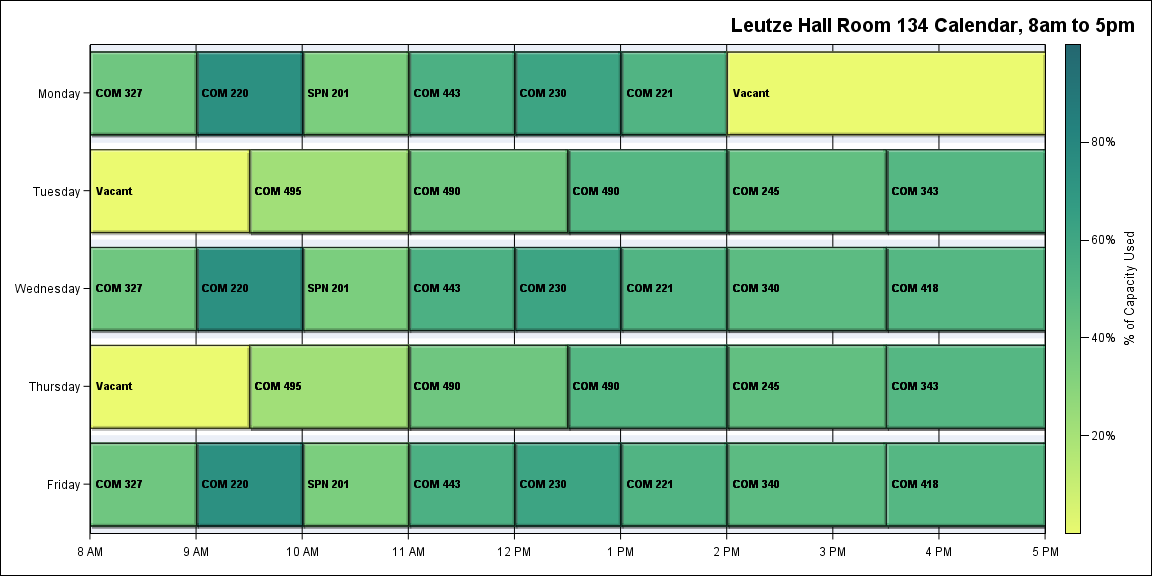 Leutze Hall Room 134 Calendar, 8am to 5pm
Monday
COM 327
COM 220
SPN 201
COM 443
COM 230
COM 221
Vacant
Tuesday
Vacant
COM 495
COM 490
COM 490
COM 245
COM 343
Wednesday
COM 327
COM 220
SPN 201
COM 443
COM 230
COM 221
COM 340
COM 418
Thursday
Vacant
COM 495
COM 490
COM 490
COM 245
COM 343
Friday
COM 327
COM 220
SPN 201
COM 443
COM 230
COM 221
COM 340
COM 418
8 AM
9 AM
10 AM
11 AM
12 PM
1 PM
2 PM
3 PM
4 PM
5 PM
80%
60%
40%
20%
% of Capacity Used